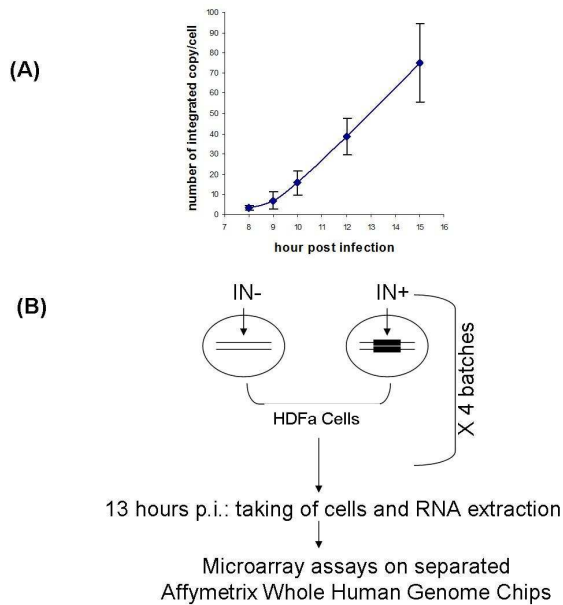 (A)
number of integrated copy/cell
100
90
80
70
60
50
40
30
20
10
0
7 8 9 10 11 12 13 14 15 16
hour post infection
(B)
IN- IN+
HDFa Cells
X 4 batches
13 hours p.i.: taking of cells and RNA extraction
Microarray assays on separated
Affymetrix Whole Human Genome Chips